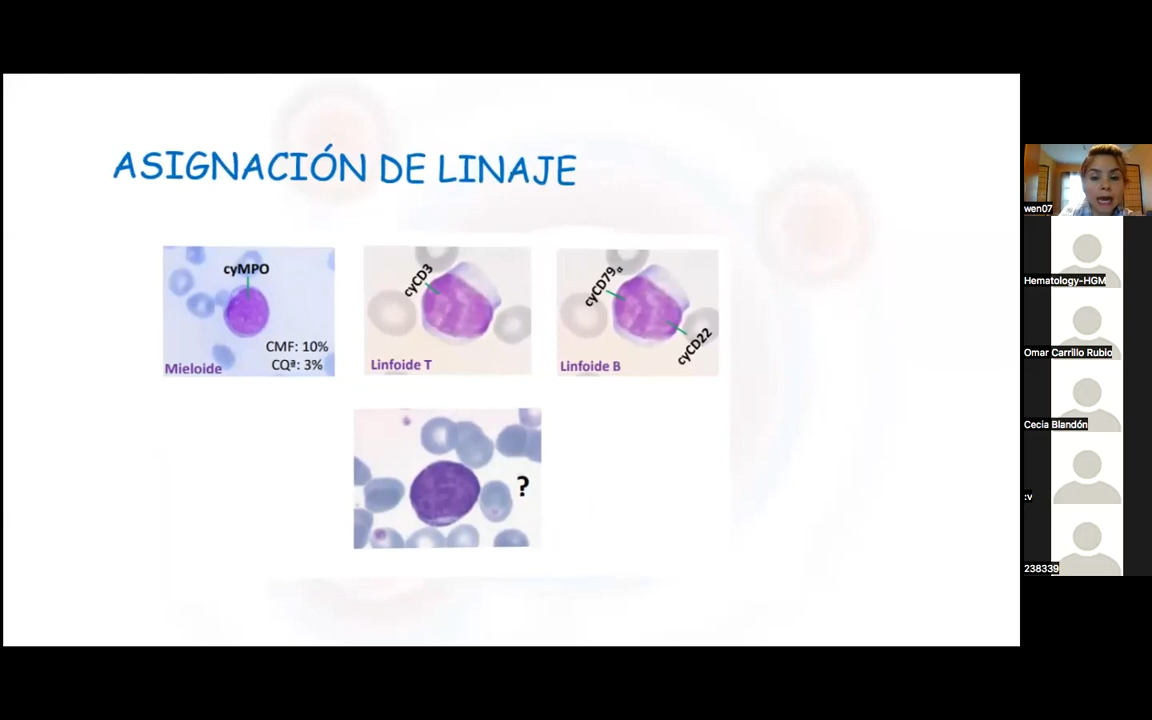 ASIGNACIÓN DE LINAJE
cyMPO
CMF: 10%
CQª: 3%
Mieloide
cyCD3
Linfoide T
cyCD79α
cyCD22
Linfoide B
?
wen07
Hematology-HGM
Omar Carrillo Rubio
Cecia Blandón
:v
238339